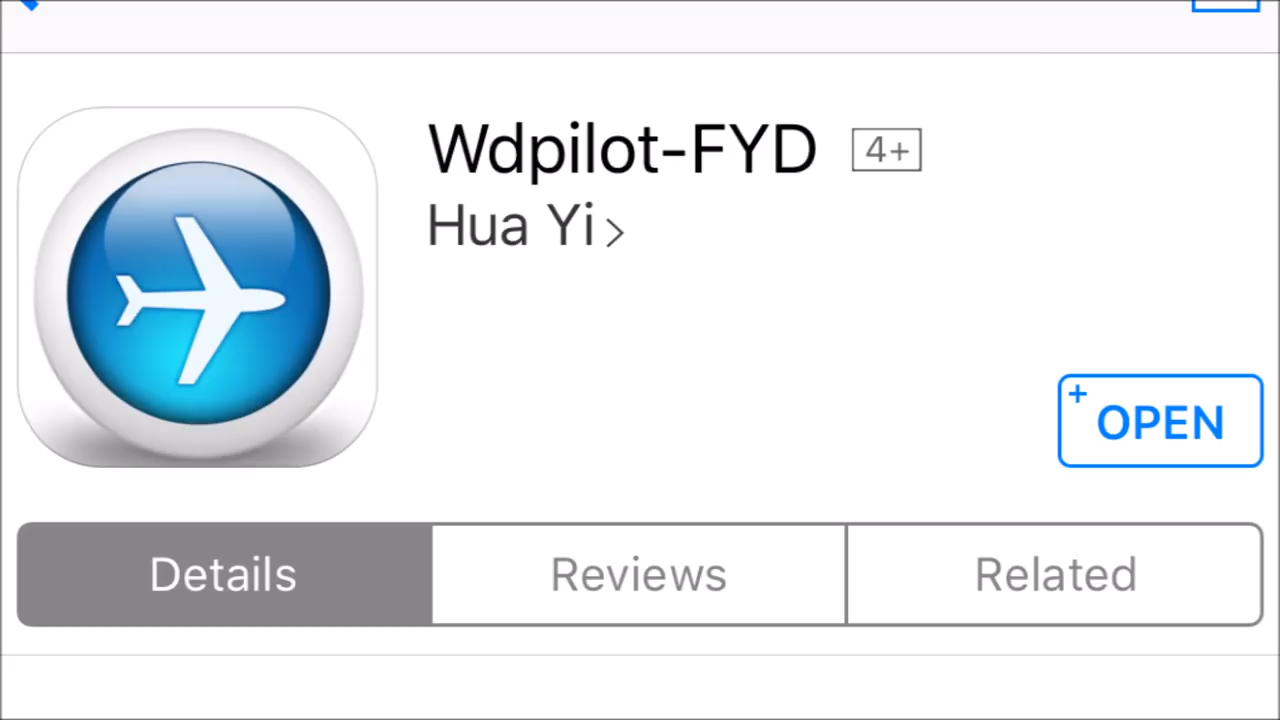 Wdpilot-FYD 4+
Hua Yi >
+ OPEN
Details Reviews Related